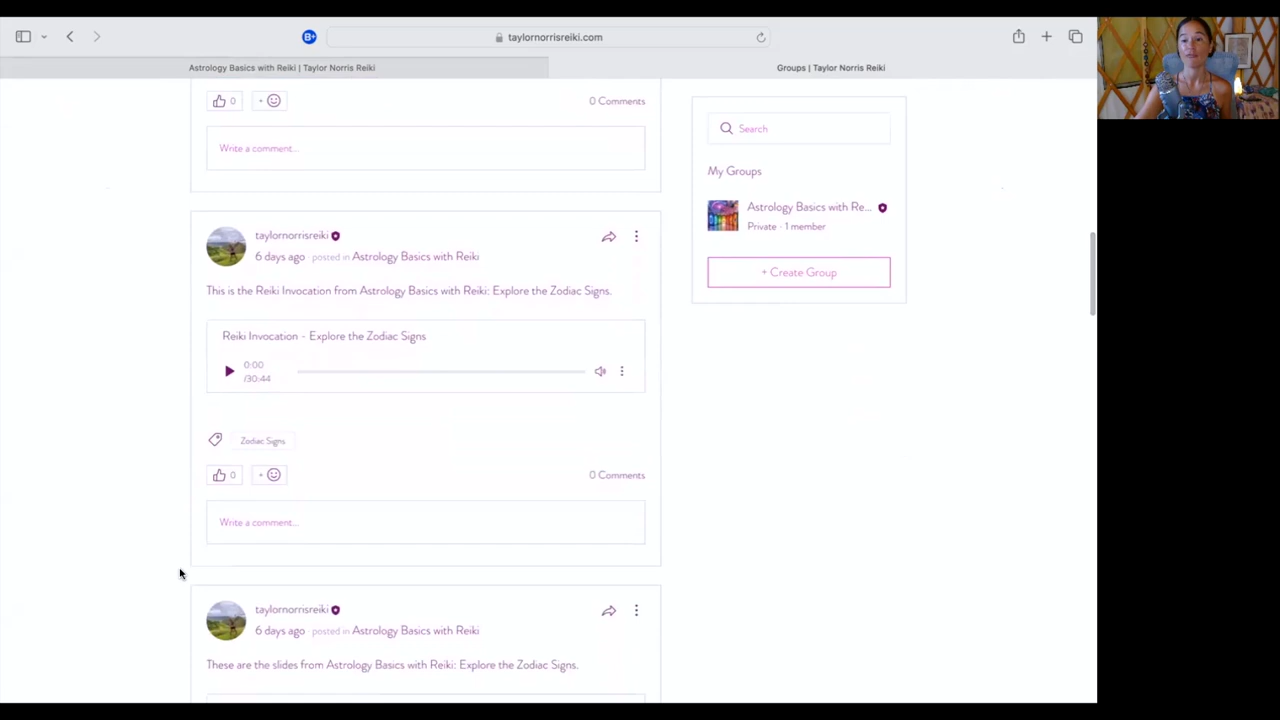 taylornorrisreiki.com
Astrology Basics with Reiki | Taylor Norris Reiki
Groups | Taylor Norris Reiki
0
0 Comments
Write a comment...
taylornorrisreiki
6 days ago · posted in Astrology Basics with Reiki
This is the Reiki Invocation from Astrology Basics with Reiki: Explore the Zodiac Signs.
Reiki Invocation - Explore the Zodiac Signs
0:00
/30:44
Zodiac Signs
0
0 Comments
Write a comment...
taylornorrisreiki
6 days ago · posted in Astrology Basics with Reiki
These are the slides from Astrology Basics with Reiki: Explore the Zodiac Signs.
Search
My Groups
Astrology Basics with Re...
Private · 1 member
+ Create Group